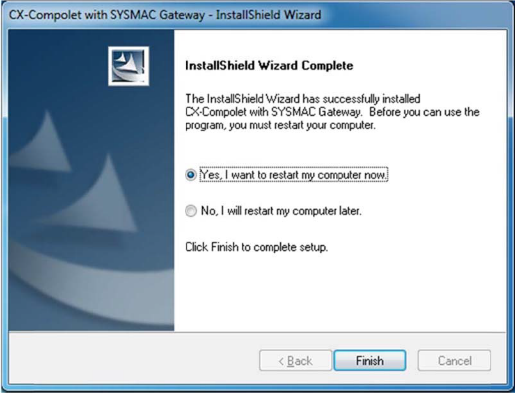 CX-Compolet with SYSMAC Gateway - InstallShield Wizard
InstallShield Wizard Complete
The InstallShield Wizard has successfully installed
CX-Compolet with SYSMAC Gateway. Before you can use the
program, you must restart your computer.
Yes, I want to restart my computer now.
No, I will restart my computer later.
Click Finish to complete setup.
< Back
Finish
Cancel